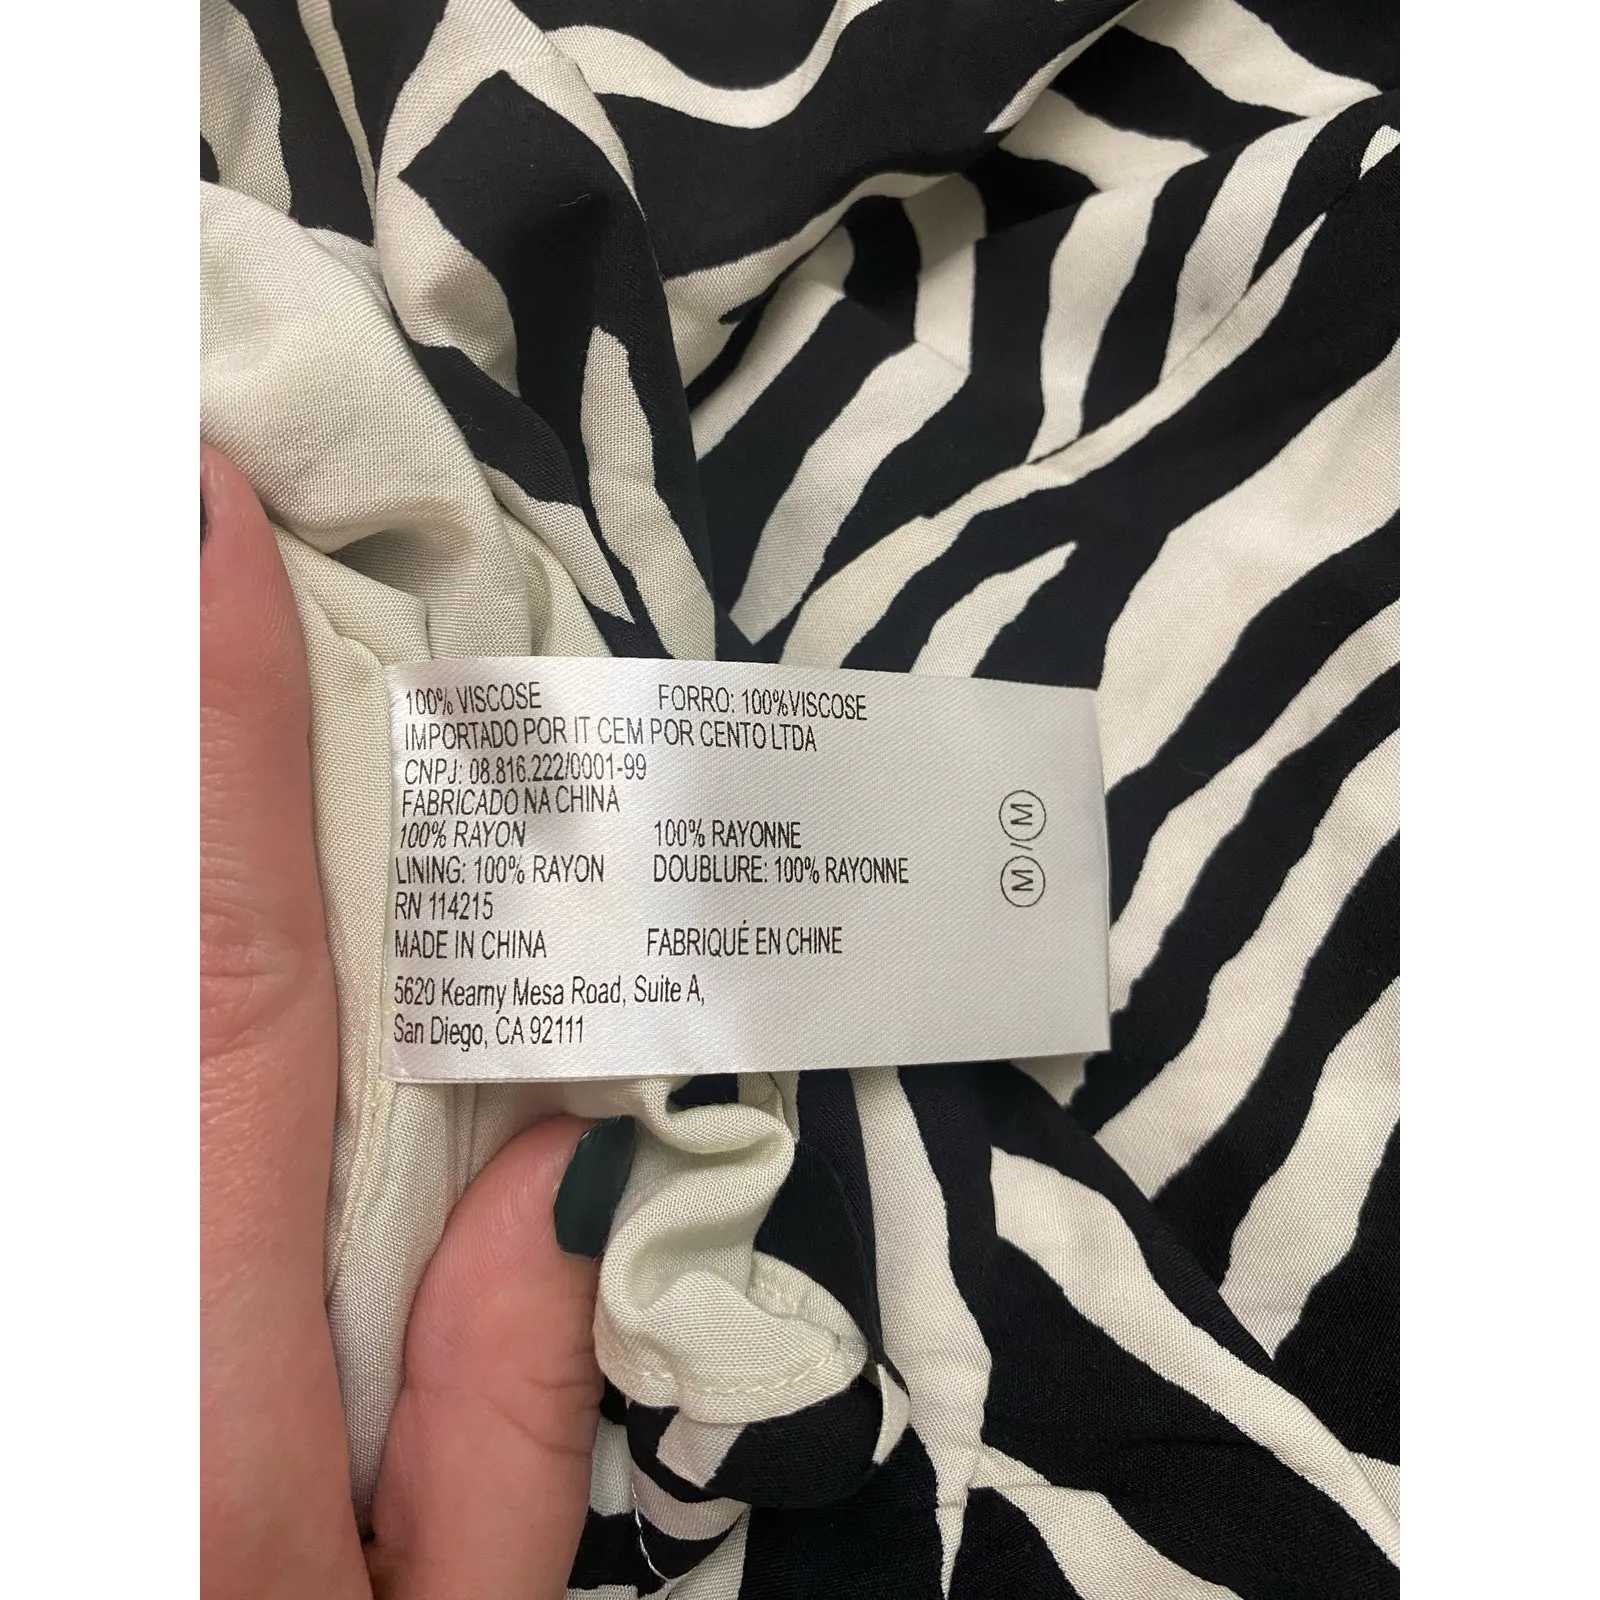 100% VISCOSE FORRO: 100%VISCOSE
IMPORTADO POR IT CEM POR CENTO LTDA
CNPJ: 08.816.222/0001-99
FABRICADO NA CHINA
100% RAYON 100% RAYONNE
LINING: 100% RAYON DOUBLURE: 100% RAYONNE
RN 114215
MADE IN CHINA FABRIQUÉ EN CHINE
5620 Kearny Mesa Road, Suite A,
San Diego, CA 92111
M/M